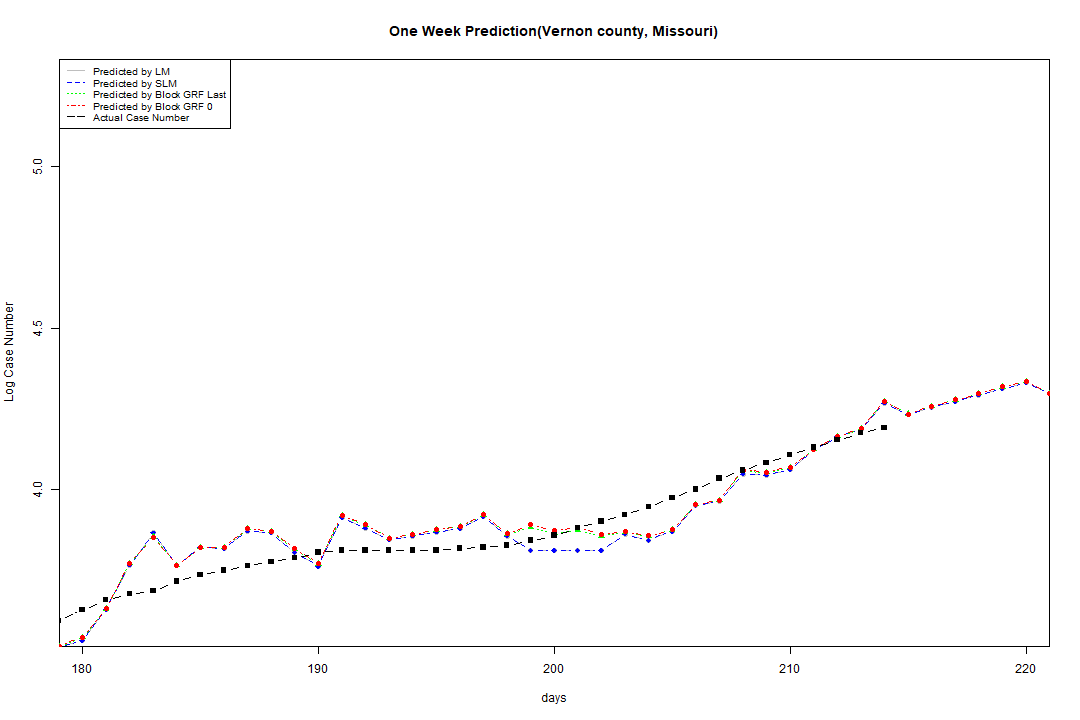 One Week Prediction(Vernon county, Missouri)
Predicted by LM
Predicted by SLM
Predicted by Block GRF Last
Predicted by Block GRF 0
Actual Case Number
5.0
4.5
4.0
Log Case Number
180 190 200 210 220
days